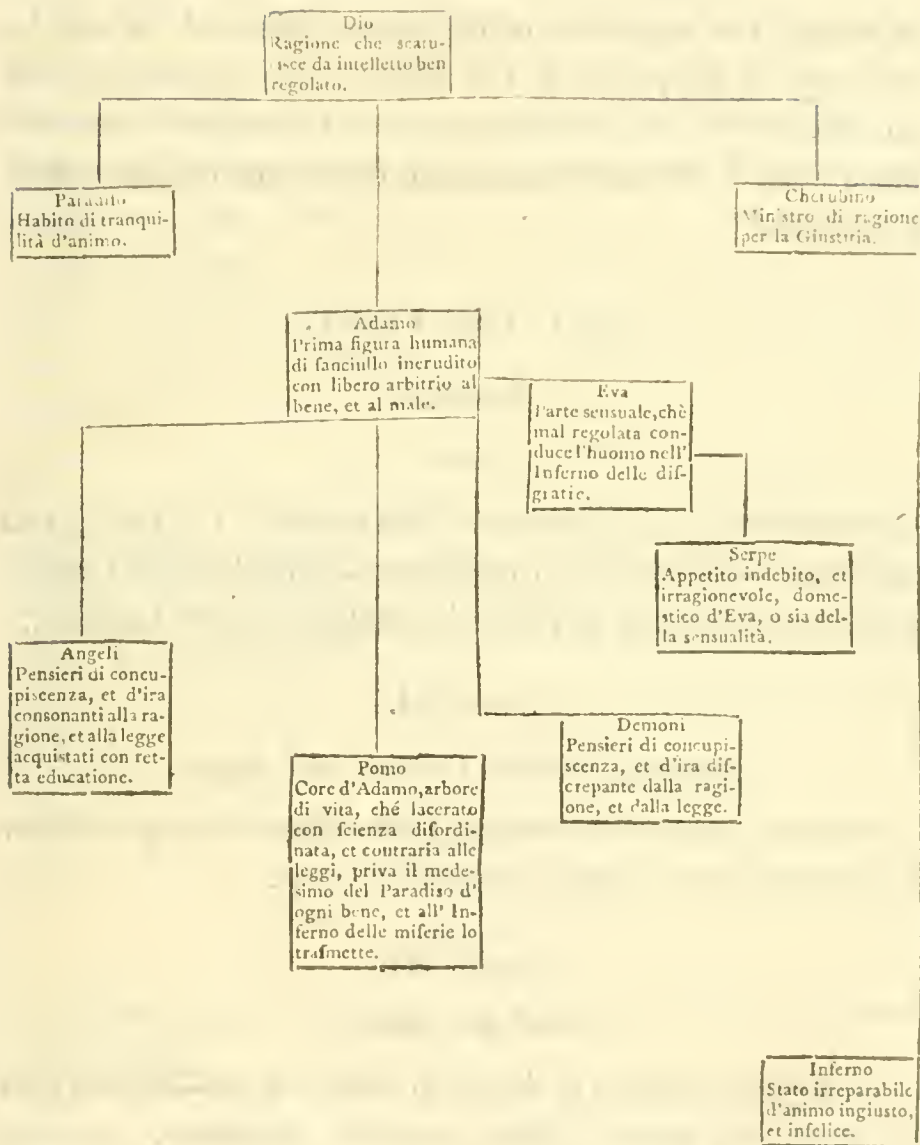 Dio
Ragione che scatu-
risce da intelletto ben
regolato.
Paradiso
Habito di tranqui-
lità d'animo.
Cherubino
Ministro di ragione
per la Giustitia.
Adamo
Prima figura humana
di fanciullo incrudito
con libero arbitrio al
bene, et al male.
Eva
Parte sensuale, chè
mal regolata con-
duce l'huomo nell'
Inferno delle diſ-
gratie.
Serpe
Appetito indebito, et
irragionevole, dome-
stico d'Eva, o sia del-
la sensualità.
Angeli
Pensieri di concu-
piscenza, et d'ira
consonanti alla ra-
gione, et alla legge
acquistati con ret-
ta educatione.
Demoni
Pensieri di concupi-
scenza, et d'ira diſ-
crepante dalla ragi-
one, et dalla legge.
Pomo
Core d'Adamo, arbore
di vita, ché lacerato
con ſcienza diſordi-
nata, et contraria alle
leggi, priva il mede-
simo del Paradiso d'
ogni bene, et all' In-
ferno delle miſerie lo
traſmette.
Inferno
Stato irreparabile
d'animo ingiusto,
et infelice.